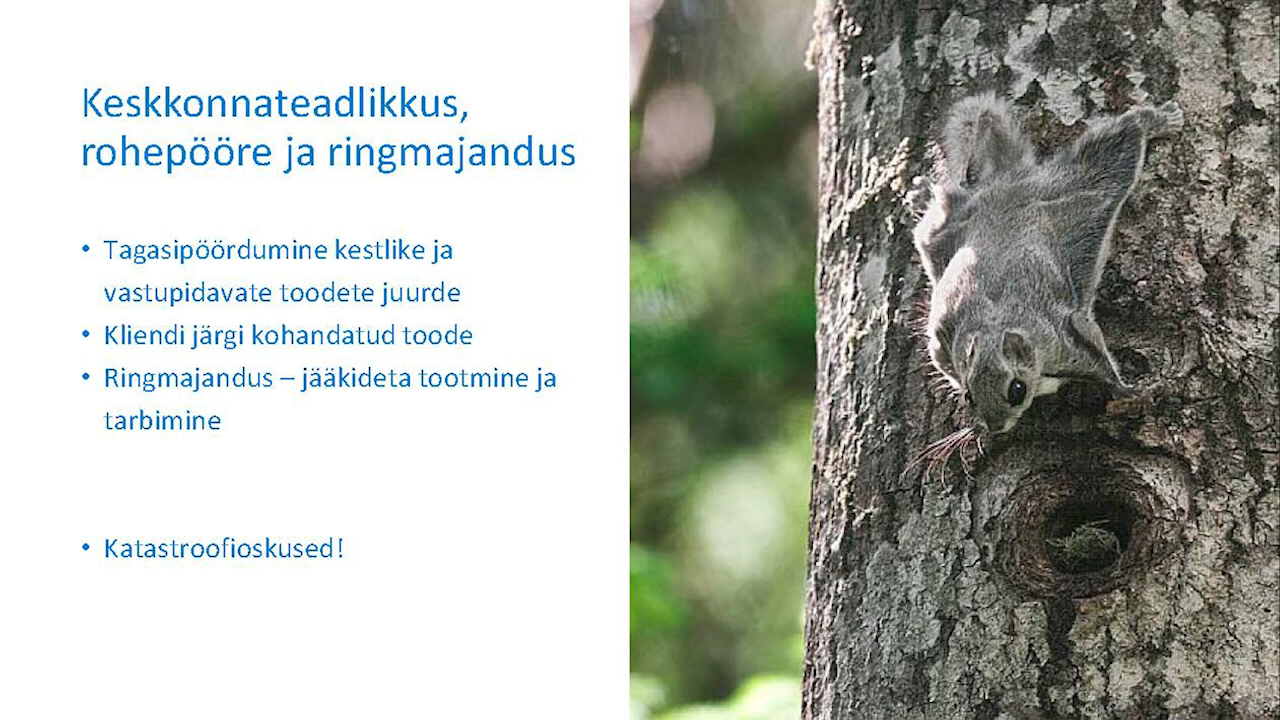 Keskkonnateadlikkus,
rohepööre ja ringmajandus
• Tagasipöördumine kestlike ja
vastupidavate toodete juurde
• Kliendi järgi kohandatud toode
• Ringmajandus – jääkideta tootmine ja
tarbimine
• Katastroofioskused!